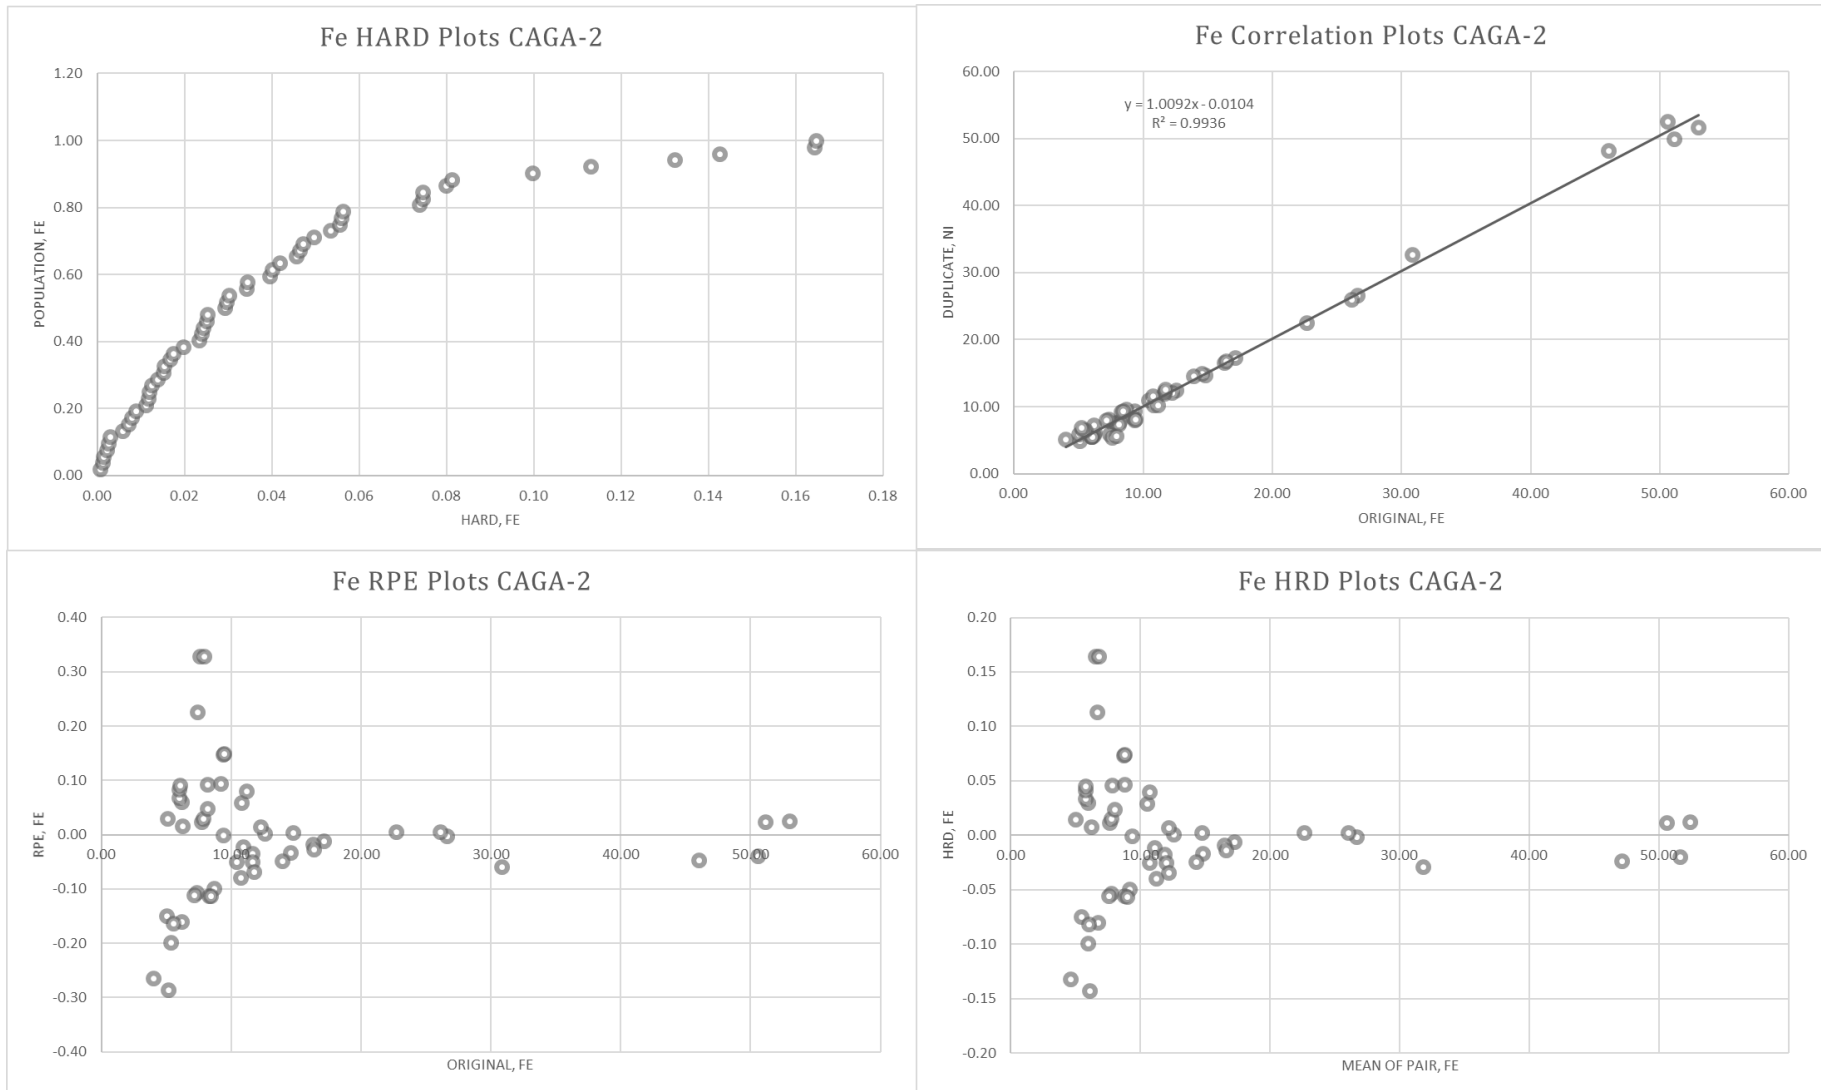 Fe HARD Plots CAGA-2
1.20
1.00
0.80
0.60
0.40
0.20
0.00
POPULATION, FE
0.00 0.02 0.04 0.06 0.08 0.10 0.12 0.14 0.16 0.18
HARD, FE
Fe Correlation Plots CAGA-2
60.00
50.00
40.00
30.00
20.00
10.00
0.00
DUPLICATE, NI
y = 1.0092x - 0.0104
R² = 0.9936
0.00 10.00 20.00 30.00 40.00 50.00 60.00
ORIGINAL, FE
Fe RPE Plots CAGA-2
0.40
0.30
0.20
0.10
0.00
-0.10
-0.20
-0.30
-0.40
RPE, FE
0.00 10.00 20.00 30.00 40.00 50.00 60.00
ORIGINAL, FE
Fe HRD Plots CAGA-2
0.20
0.15
0.10
0.05
0.00
-0.05
-0.10
-0.15
-0.20
HRD, FE
0.00 10.00 20.00 30.00 40.00 50.00 60.00
MEAN OF PAIR, FE